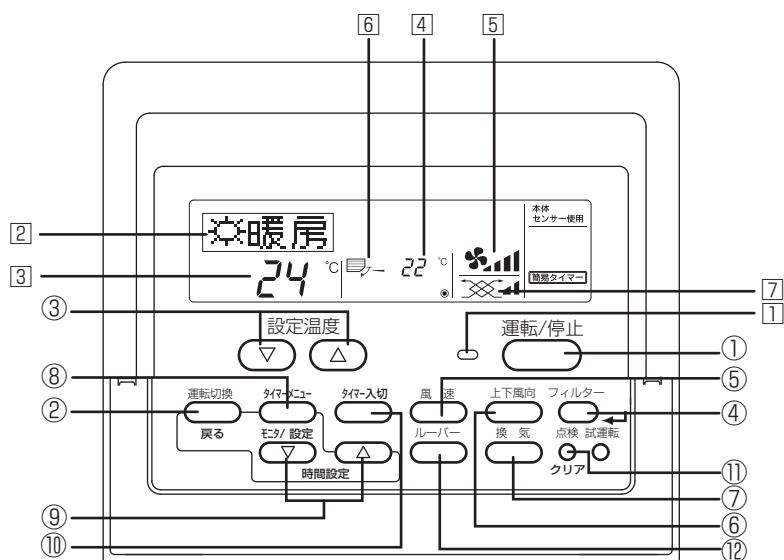 6 4 5
本体
センサー使用
2 暖房
3 24 °C 22 °C
簡易タイマー
7
1
③ 設定温度 運転/停止
▽ △
①
⑧ ⑤
運転切換 タイマーメニュー タイマー入切 風 速 上下風向 フィルター
② ④
戻る モニタ/ 設定 ルーバー 換 気 点検 試運転
▽ △
時間設定 クリア
⑪
⑨ ⑦
⑩ ⑥
⑫